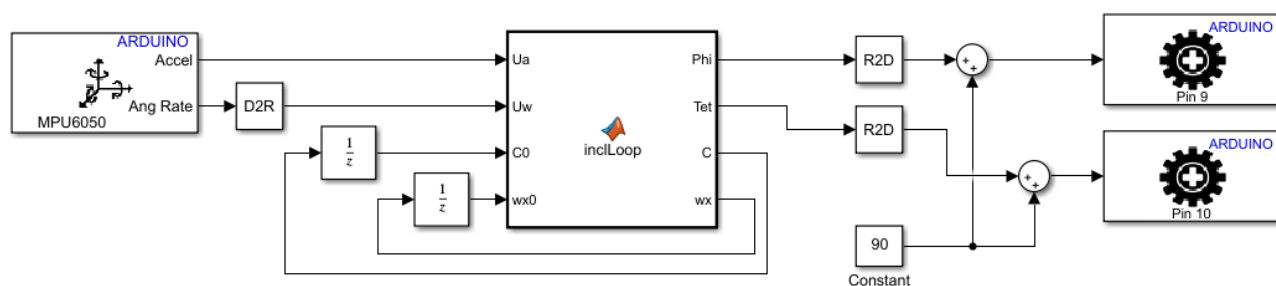 ARDUINO
Accel
Ang Rate
MPU6050
D2R
1
z
1
z
Ua
Uw
C0
wx0
inclLoop
Phi
Tet
C
wx
R2D
R2D
90
Constant
+
+
+
+
ARDUINO
Pin 9
ARDUINO
Pin 10